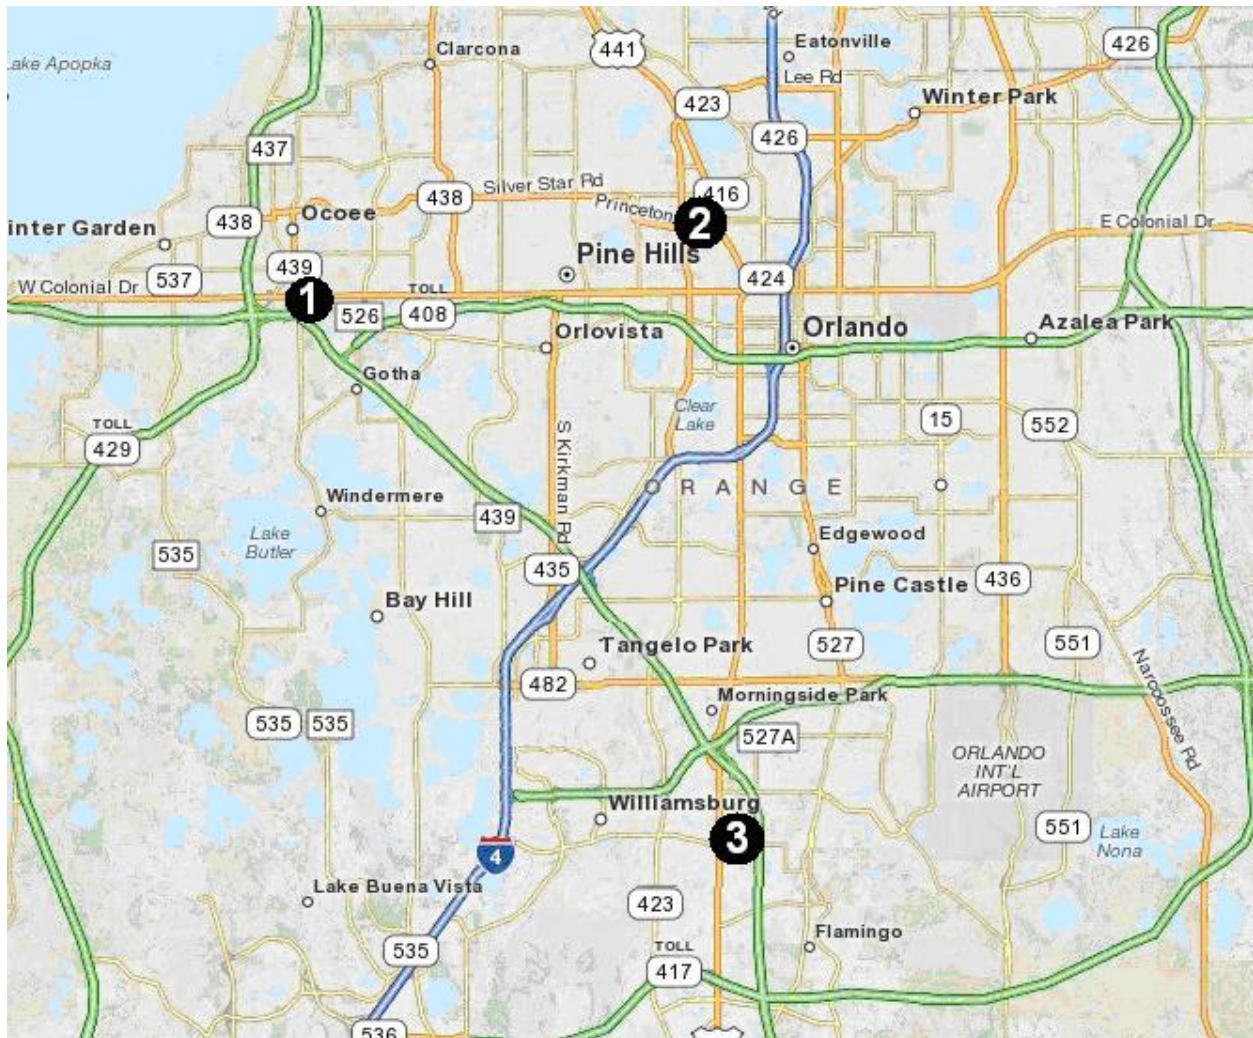 441
426
Eatonville
Clarcona
Lake Apopka
Lee Rd
423
Winter Park
426
437
Silver Star Rd
416
438
Princeton
438
Ocoee
2
E Colonial Dr
inter Garden
Pine Hills
439
424
537
W Colonial Dr
1
TOLL
526
408
Orlando
Azalea Park
Orlovista
Gotha
Clear
Lake
15
552
TOLL
429
S Kirkman Rd
ORANGE
Windermere
439
Lake
Butler
Edgewood
535
435
436
Pine Castle
Bay Hill
Tangelo Park
527
551
482
Narcoossee Rd
Morningside Park
535
535
527A
ORLANDO
INT'L
AIRPORT
Williamsburg
3
551
Lake
Nona
4
Lake Buena Vista
423
Flamingo
535
TOLL
417
536